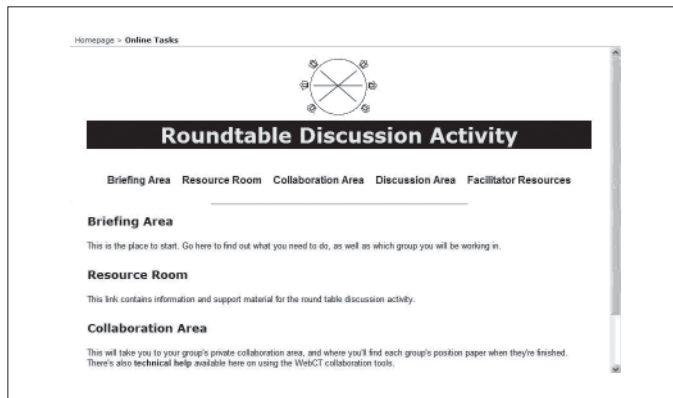 Homepage > Online Tasks
Roundtable Discussion Activity
Briefing Area Resource Room Collaboration Area Discussion Area Facilitator Resources
Briefing Area
This is the place to start. Go here to find out what you need to do, as well as which group you will be working in.
Resource Room
This link contains information and support material for the round table discussion activity.
Collaboration Area
This will take you to your group's private collaboration area, and where you'll find each group's position paper when they're finished.
There's also technical help available here on using the WebCT collaboration tools.